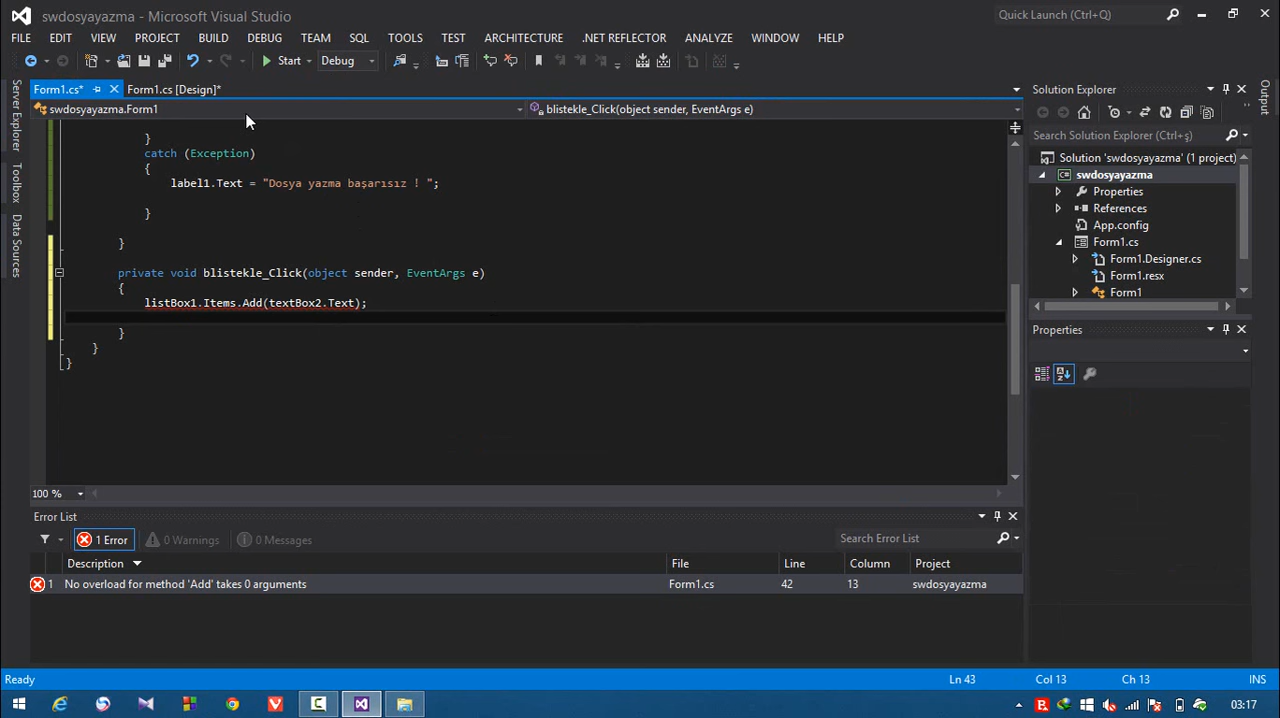 swdosyayazma - Microsoft Visual Studio
Quick Launch (Ctrl+Q)
FILE EDIT VIEW PROJECT BUILD DEBUG TEAM SQL TOOLS TEST ARCHITECTURE .NET REFLECTOR ANALYZE WINDOW HELP
Start Debug
Server Explorer
Toolbox
Data Sources
Form1.cs* Form1.cs [Design]*
swdosyayazma.Form1 blistekle_Click(object sender, EventArgs e)
}
catch (Exception)
{
label1.Text = "Dosya yazma başarısız ! ";
}
}
private void blistekle_Click(object sender, EventArgs e)
{
listBox1.Items.Add(textBox2.Text);
}
}
}
100 %
Error List
1 Error 0 Warnings 0 Messages Search Error List
Description File Line Column Project
1 No overload for method 'Add' takes 0 arguments Form1.cs 42 13 swdosyayazma
Solution Explorer
Search Solution Explorer (Ctrl+ş)
Solution 'swdosyayazma' (1 project)
C# swdosyayazma
Properties
References
App.config
Form1.cs
Form1.Designer.cs
Form1.resx
Form1
Properties
Output
Ready Ln 43 Col 13 Ch 13 INS
03:17